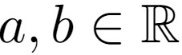 a, b ∈ ℝ